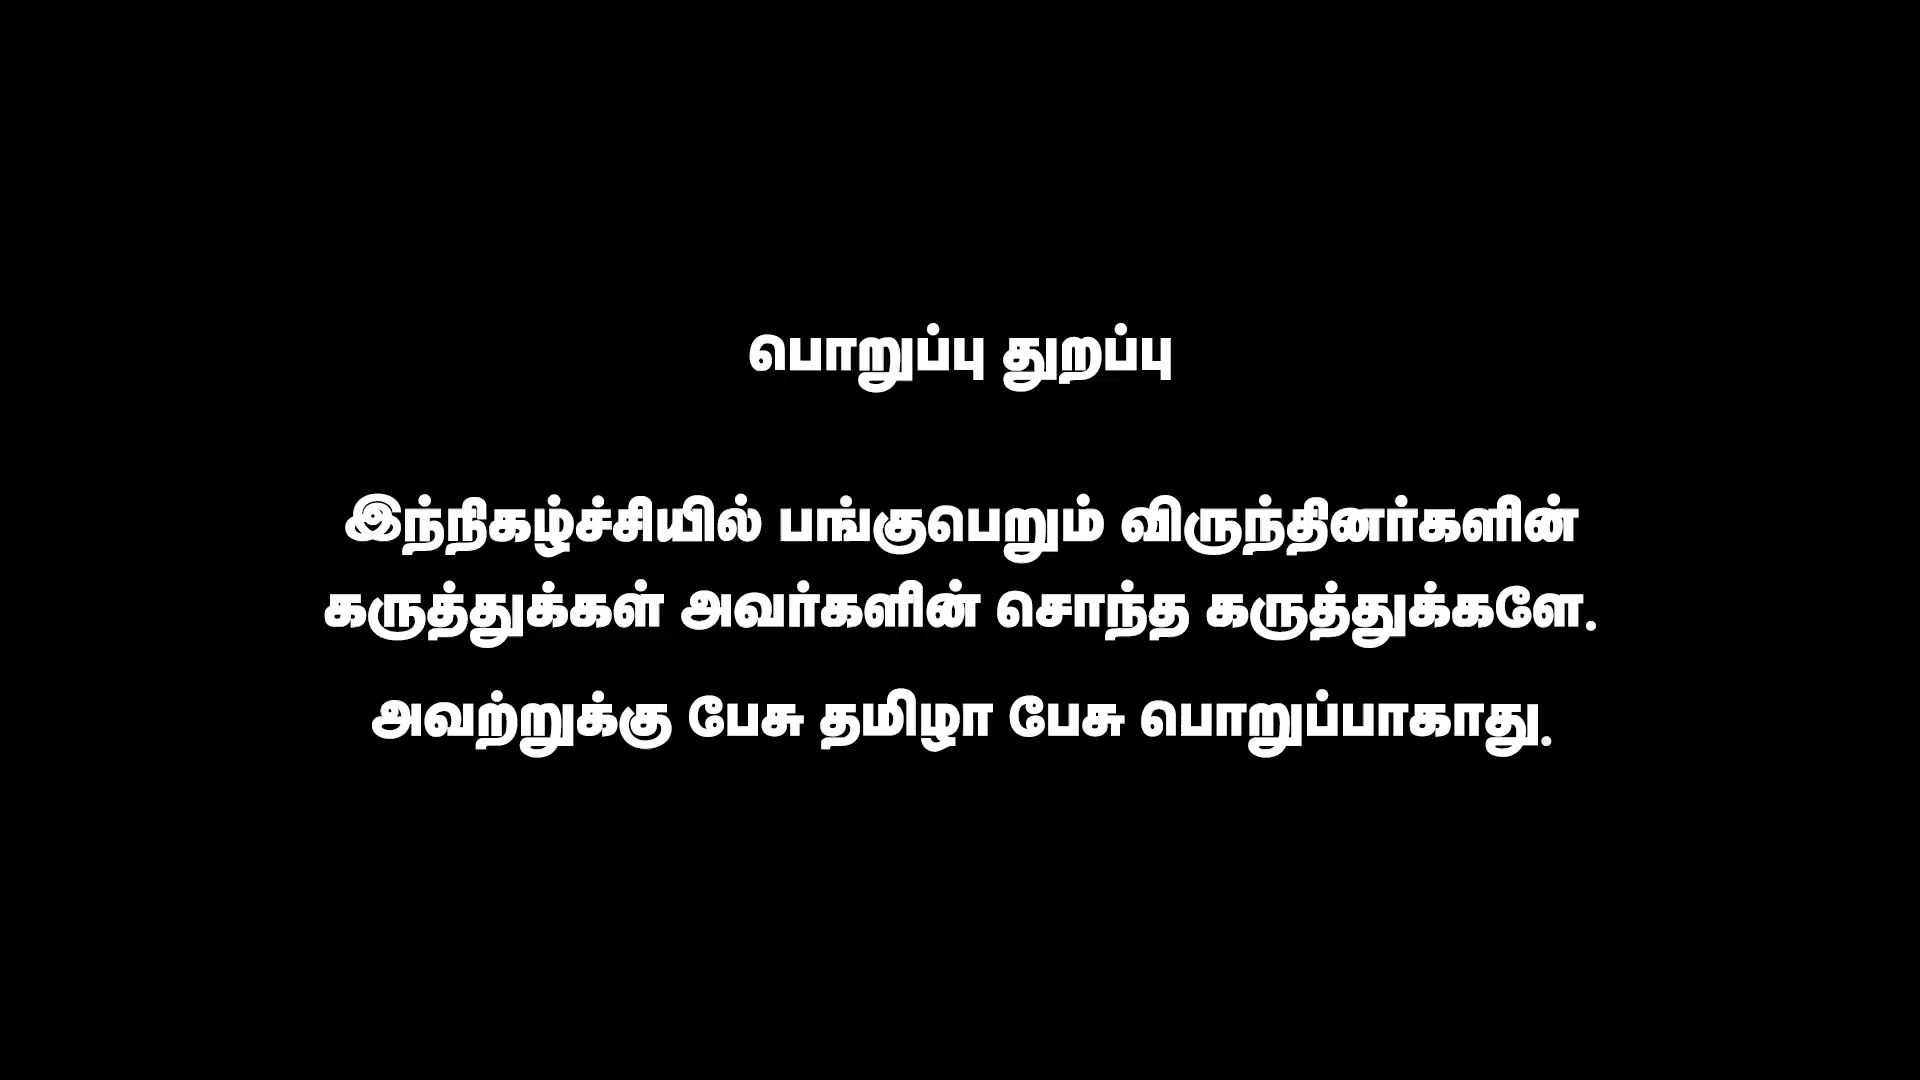 பொறுப்பு துறப்பு
இந்நிகழ்ச்சியில் பங்குபெறும் விருந்தினர்களின்
கருத்துக்கள் அவர்களின் சொந்த கருத்துக்களே.
அவற்றுக்கு பேசு தமிழா பேசு பொறுப்பாகாது.